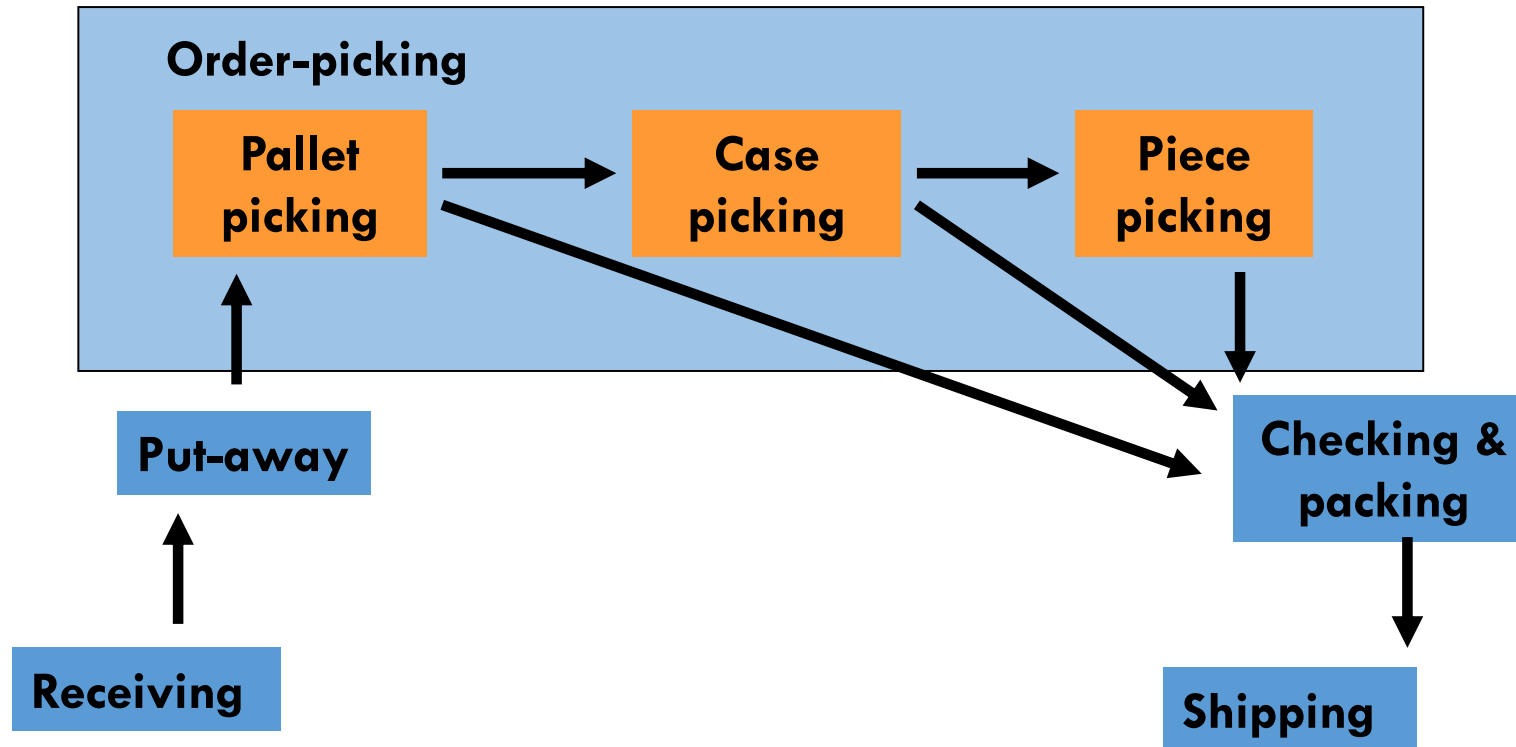 Order-picking
Pallet
picking
Case
picking
Piece
picking
Put-away
Checking &
packing
Receiving
Shipping